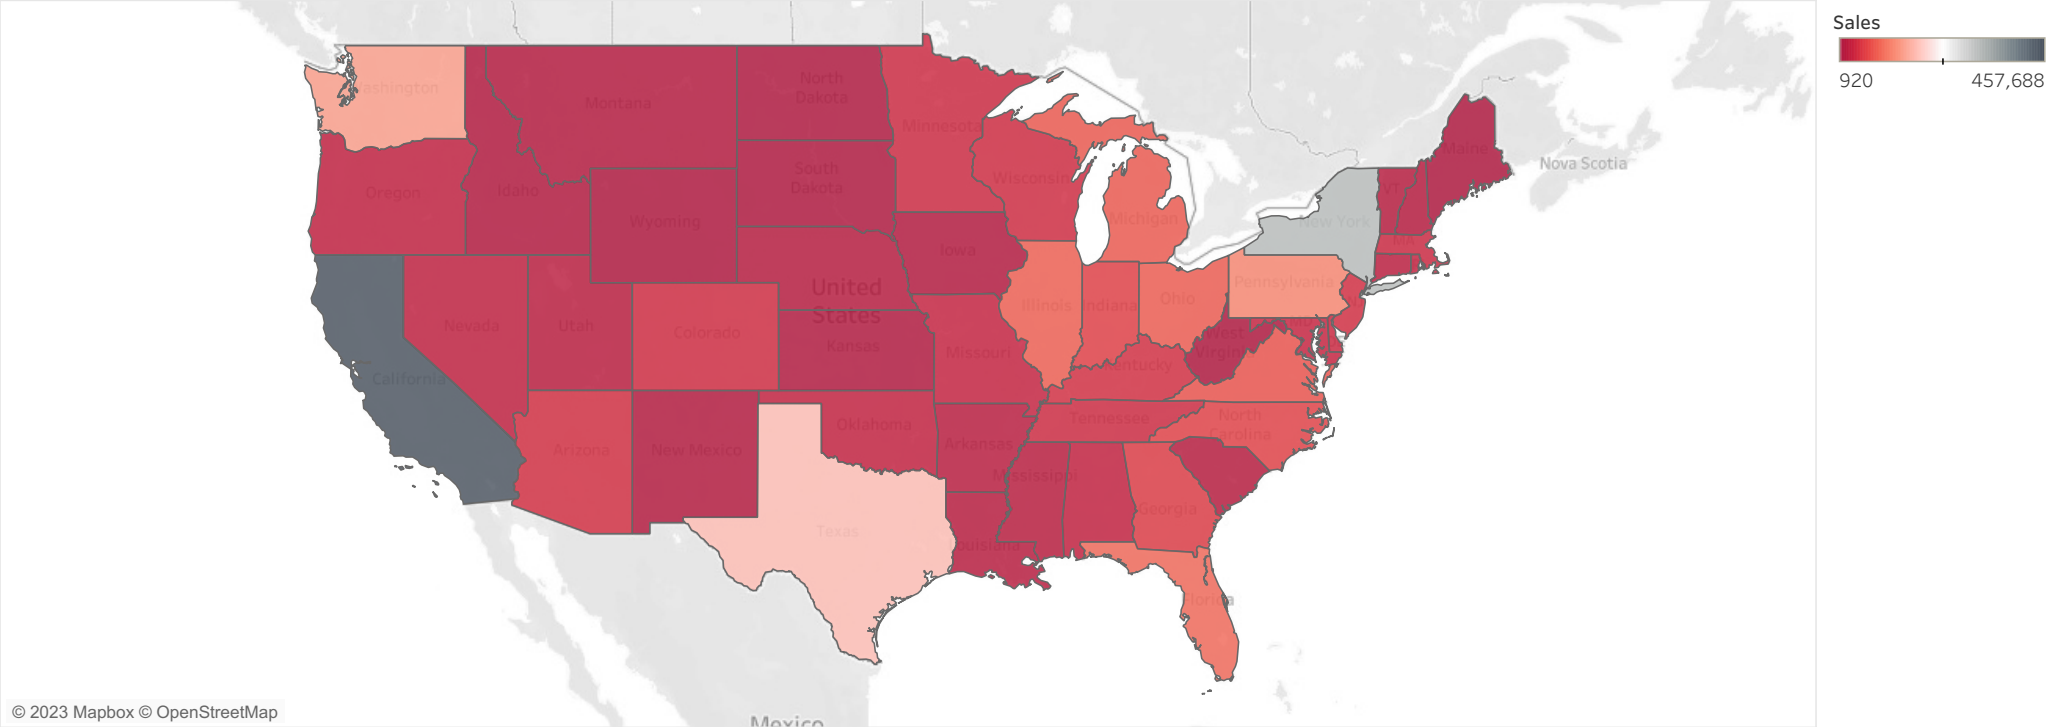 Sales
920
457,688
Washington
Montana
North
Dakota
Minnesota
Maine
Nova Scotia
Oregon
Idaho
South
Dakota
Wisconsin
VT
Wyoming
Michigan
New York
MA
Iowa
United
States
Nevada
Utah
Colorado
Kansas
Missouri
Illinois
Indiana
Ohio
Pennsylvania
MD
West
Virginia
California
Kentucky
Arizona
New Mexico
Oklahoma
Arkansas
Tennessee
North
Carolina
Mississippi
Georgia
Texas
Louisiana
Florida
Mexico
© 2023 Mapbox © OpenStreetMap